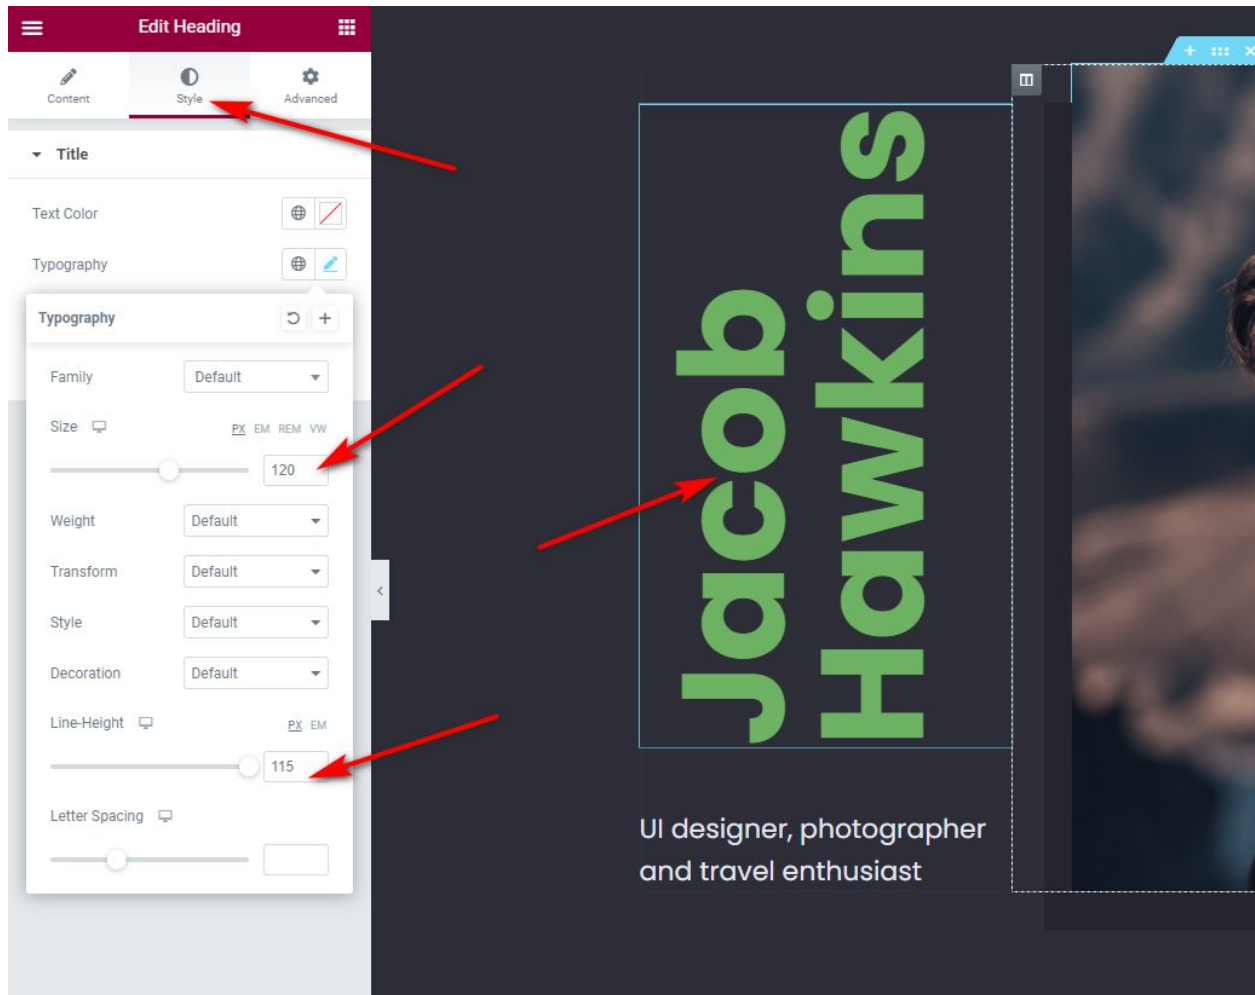 Edit Heading
Content
Style
Advanced
Title
Text Color
Typography
Typography
Family
Default
Size
PX EM REM VW
120
Weight
Default
Transform
Default
Style
Default
Decoration
Default
Line-Height
PX EM
115
Letter Spacing
Jacob
Hawkins
UI designer, photographer
and travel enthusiast